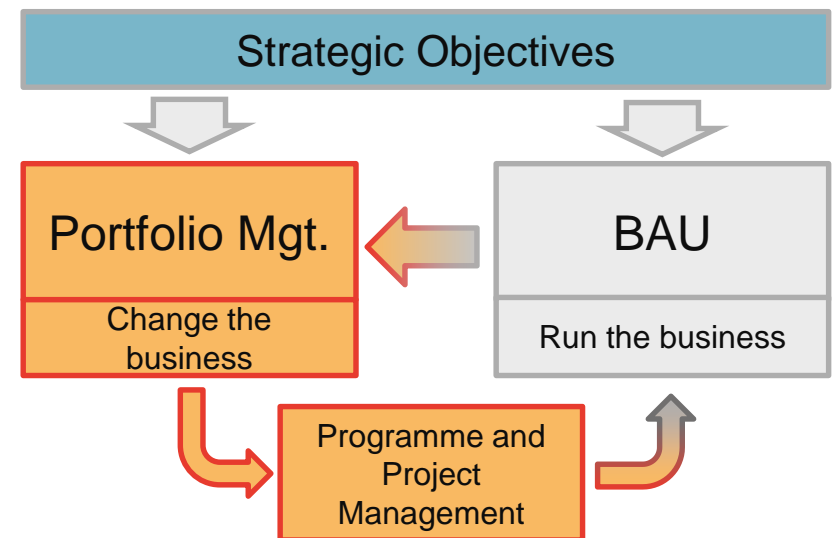 Strategic Objectives
Portfolio Mgt.
Change the
business
BAU
Run the business
Programme and
Project
Management